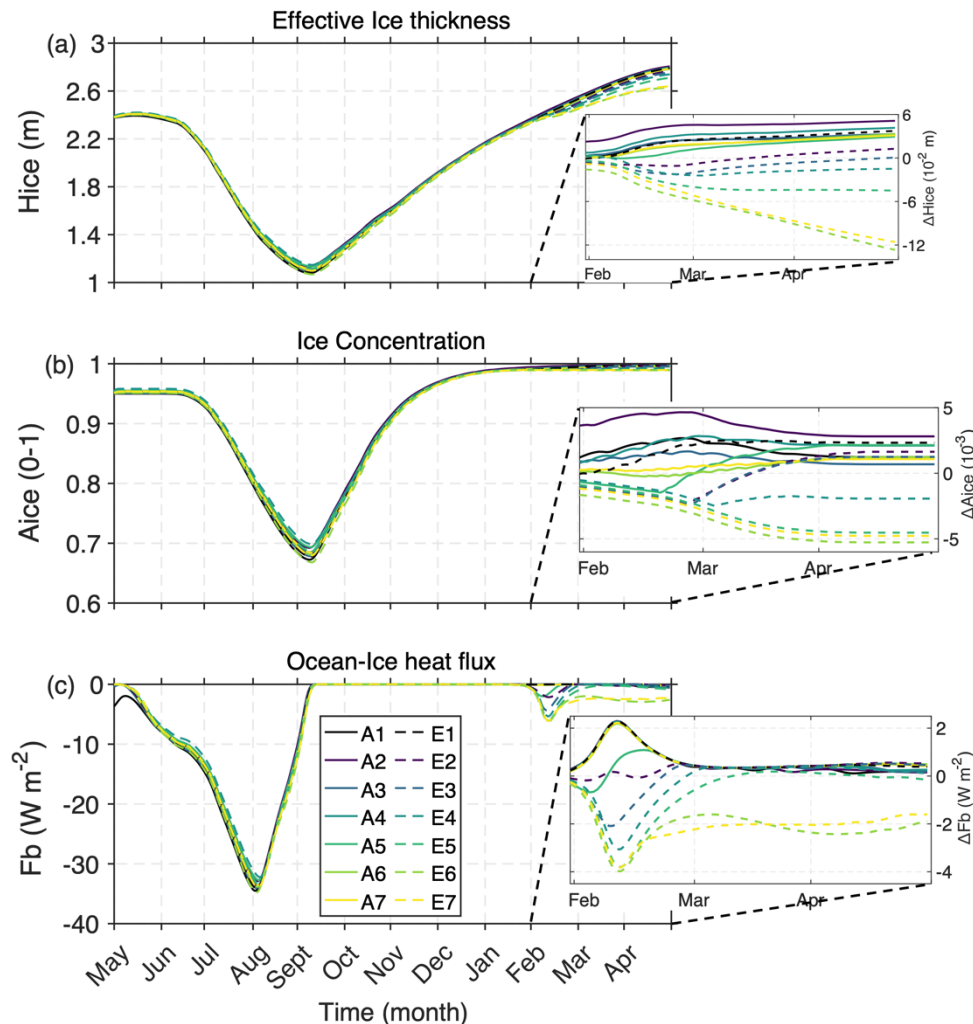 Effective Ice thickness
(a)
3
2.6
2.2
1.8
1.4
1
Hice (m)
6
0
-6
-12
ΔHice (10⁻² m)
Feb Mar Apr
Ice Concentration
(b)
1
0.9
0.8
0.7
0.6
Aice (0-1)
5
0
-5
ΔAice (10⁻³)
Feb Mar Apr
Ocean-Ice heat flux
(c)
0
-10
-20
-30
-40
Fb (W m⁻²)
A1 E1
A2 E2
A3 E3
A4 E4
A5 E5
A6 E6
A7 E7
2
0
-2
-4
ΔFb (W m⁻²)
Feb Mar Apr
May Jun Jul Aug Sept Oct Nov Dec Jan Feb Mar Apr
Time (month)